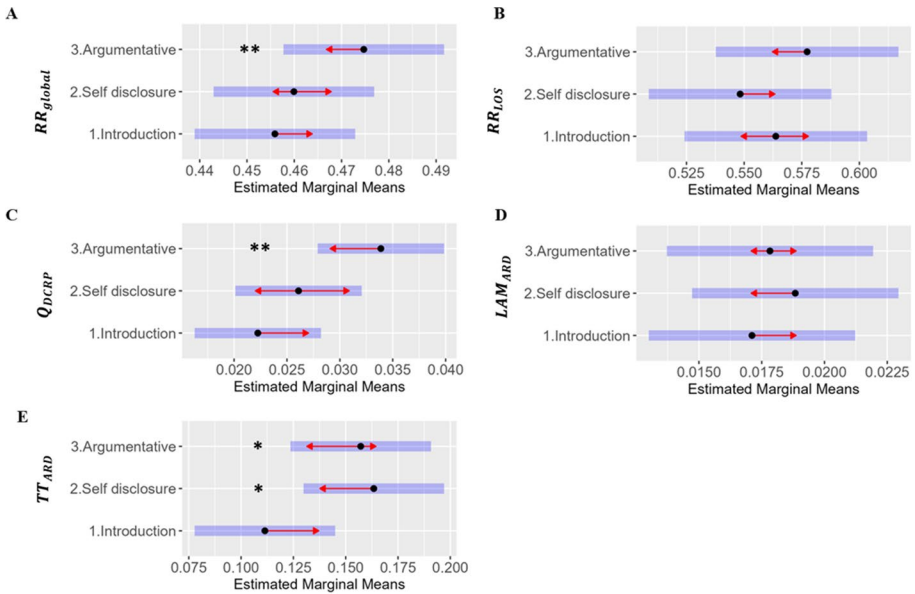 A
RR_global
3.Argumentative
**
2.Self disclosure
1.Introduction
0.44 0.45 0.46 0.47 0.48 0.49
Estimated Marginal Means
B
RR_LOS
3.Argumentative
2.Self disclosure
1.Introduction
0.525 0.550 0.575 0.600
Estimated Marginal Means
C
Q_DCRP
3.Argumentative
**
2.Self disclosure
1.Introduction
0.020 0.025 0.030 0.035 0.040
Estimated Marginal Means
D
LAM_ARD
3.Argumentative
2.Self disclosure
1.Introduction
0.0150 0.0175 0.0200 0.0225
Estimated Marginal Means
E
TT_ARD
3.Argumentative
*
2.Self disclosure
*
1.Introduction
0.075 0.100 0.125 0.150 0.175 0.200
Estimated Marginal Means